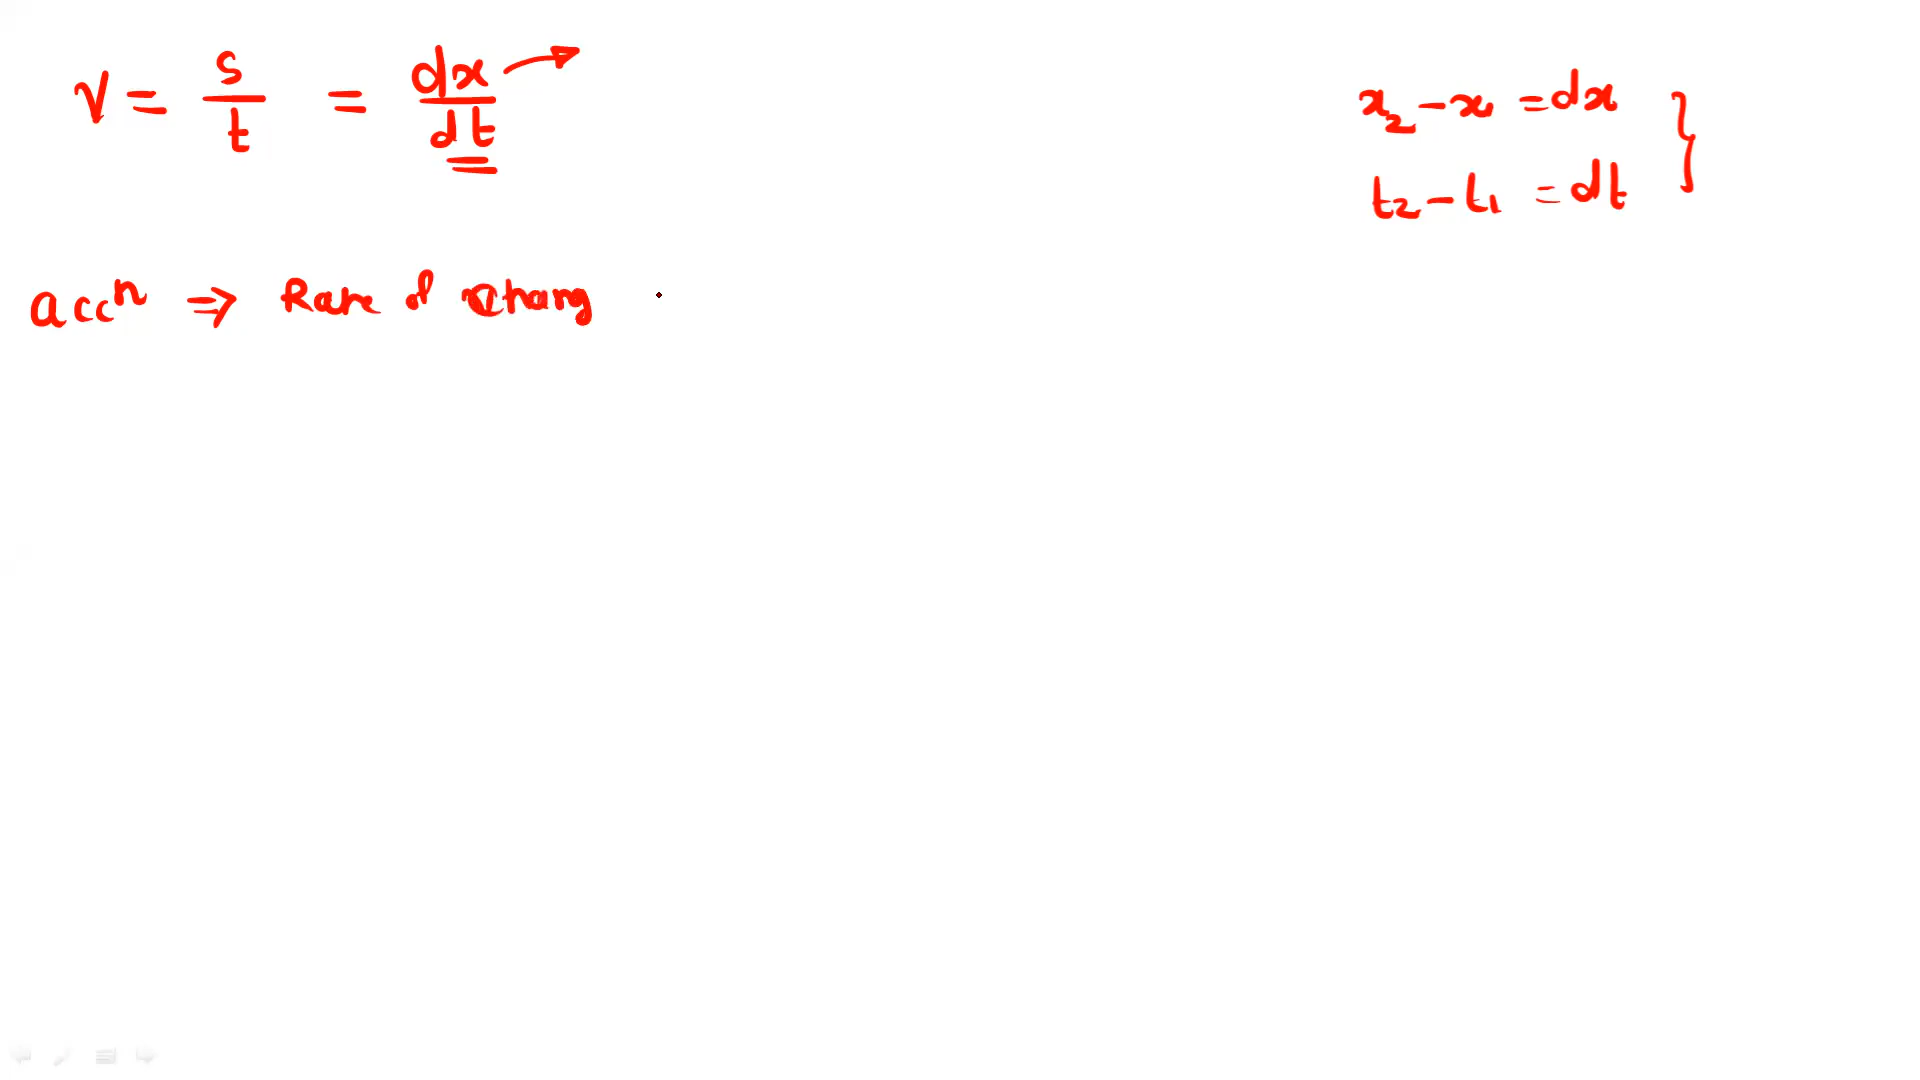 v = s/t = dx/dt
x₂ - x₁ = dx
t₂ - t₁ = dt
accⁿ ⇒ Rate of Chang